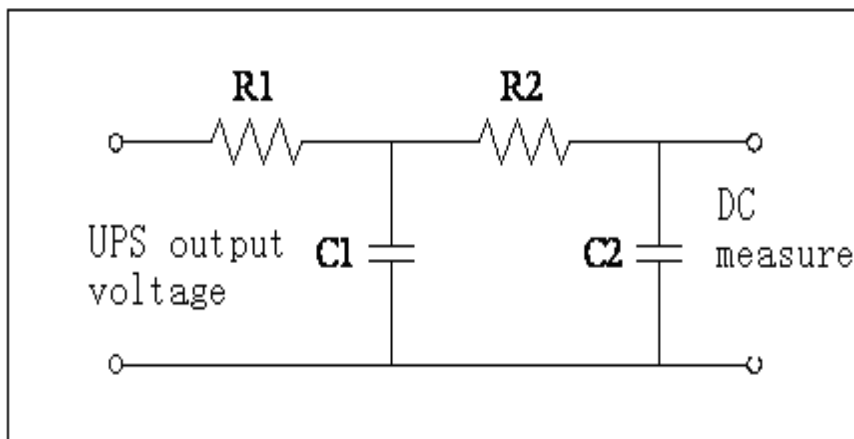 R1
R2
UPS output
voltage
C1
C2
DC
measure